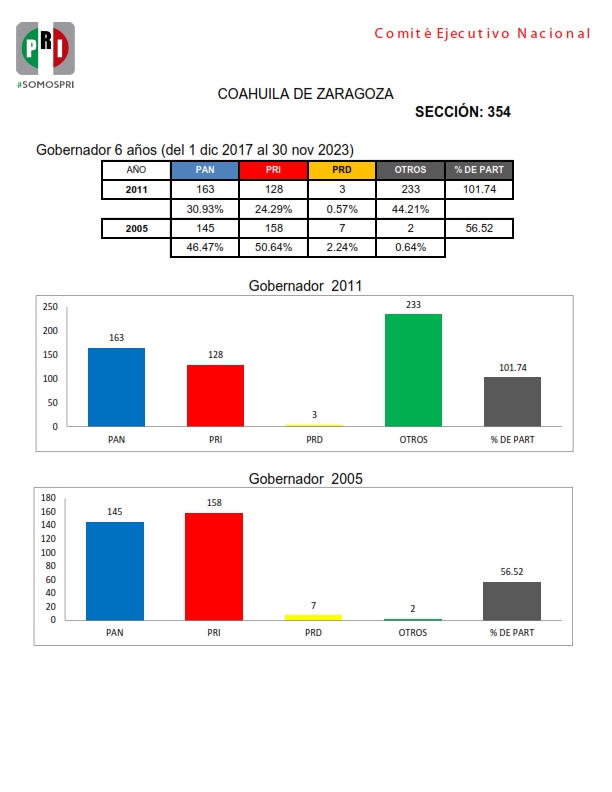 Comité Ejecutivo Nacional
PRI
#SOMOSPRI
COAHUILA DE ZARAGOZA
SECCIÓN: 354
Gobernador 6 años (del 1 dic 2017 al 30 nov 2023)
AÑO PAN PRI PRD OTROS % DE PART
2011 163 128 3 233 101.74
30.93% 24.29% 0.57% 44.21%
2005 145 158 7 2 56.52
46.47% 50.64% 2.24% 0.64%
Gobernador 2011
250
200
150
100
50
0
163
128
3
233
101.74
PAN PRI PRD OTROS % DE PART
Gobernador 2005
180
160
140
120
100
80
60
40
20
0
145
158
7
2
56.52
PAN PRI PRD OTROS % DE PART